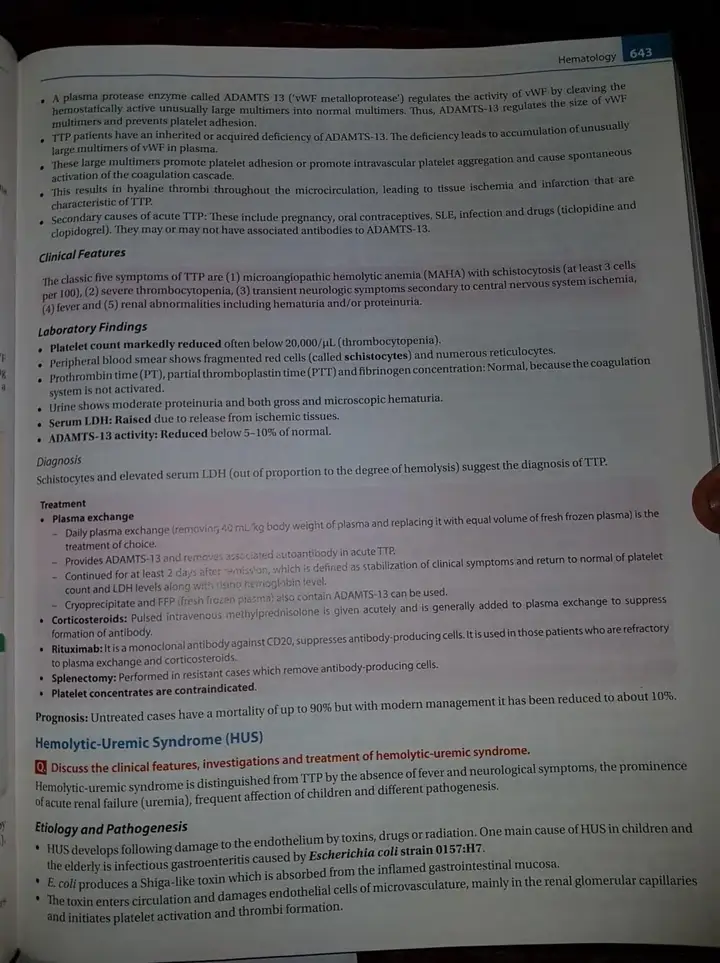 Hematology 643
• A plasma protease enzyme called ADAMTS 13 ('vWF metalloprotease') regulates the activity of vWF by cleaving the
hemostatically active unusually large multimers into normal multimers. Thus, ADAMTS-13 regulates the size of vWF
multimers and prevents platelet adhesion.
• TTP patients have an inherited or acquired deficiency of ADAMTS-13. The deficiency leads to accumulation of unusually
large multimers of vWF in plasma.
• These large multimers promote platelet adhesion or promote intravascular platelet aggregation and cause spontaneous
activation of the coagulation cascade.
• This results in hyaline thrombi throughout the microcirculation, leading to tissue ischemia and infarction that are
characteristic of TTP.
• Secondary causes of acute TTP: These include pregnancy, oral contraceptives, SLE, infection and drugs (ticlopidine and
clopidogrel). They may or may not have associated antibodies to ADAMTS-13.
Clinical Features
The classic five symptoms of TTP are (1) microangiopathic hemolytic anemia (MAHA) with schistocytosis (at least 3 cells
per 100), (2) severe thrombocytopenia, (3) transient neurologic symptoms secondary to central nervous system ischemia,
(4) fever and (5) renal abnormalities including hematuria and/or proteinuria.
Laboratory Findings
• Platelet count markedly reduced often below 20,000/μL (thrombocytopenia).
• Peripheral blood smear shows fragmented red cells (called schistocytes) and numerous reticulocytes.
• Prothrombin time (PT), partial thromboplastin time (PTT) and fibrinogen concentration: Normal, because the coagulation
system is not activated.
• Urine shows moderate proteinuria and both gross and microscopic hematuria.
• Serum LDH: Raised due to release from ischemic tissues.
• ADAMTS-13 activity: Reduced below 5–10% of normal.
Diagnosis
Schistocytes and elevated serum LDH (out of proportion to the degree of hemolysis) suggest the diagnosis of TTP.
Treatment
• Plasma exchange
– Daily plasma exchange (removing 40 mL/kg body weight of plasma and replacing it with equal volume of fresh frozen plasma) is the
treatment of choice.
– Provides ADAMTS-13 and removes associated autoantibody in acute TTP.
– Continued for at least 2 days after remission, which is defined as stabilization of clinical symptoms and return to normal of platelet
count and LDH levels along with rising hemoglobin level.
– Cryoprecipitate and FFP (fresh frozen plasma) also contain ADAMTS-13 can be used.
• Corticosteroids: Pulsed intravenous methylprednisolone is given acutely and is generally added to plasma exchange to suppress
formation of antibody.
• Rituximab: It is a monoclonal antibody against CD20, suppresses antibody-producing cells. It is used in those patients who are refractory
to plasma exchange and corticosteroids.
• Splenectomy: Performed in resistant cases which remove antibody-producing cells.
• Platelet concentrates are contraindicated.
Prognosis: Untreated cases have a mortality of up to 90% but with modern management it has been reduced to about 10%.
Hemolytic-Uremic Syndrome (HUS)
Q. Discuss the clinical features, investigations and treatment of hemolytic-uremic syndrome.
Hemolytic-uremic syndrome is distinguished from TTP by the absence of fever and neurological symptoms, the prominence
of acute renal failure (uremia), frequent affection of children and different pathogenesis.
Etiology and Pathogenesis
• HUS develops following damage to the endothelium by toxins, drugs or radiation. One main cause of HUS in children and
the elderly is infectious gastroenteritis caused by Escherichia coli strain 0157:H7.
• E. coli produces a Shiga-like toxin which is absorbed from the inflamed gastrointestinal mucosa.
• The toxin enters circulation and damages endothelial cells of microvasculature, mainly in the renal glomerular capillaries
and initiates platelet activation and thrombi formation.